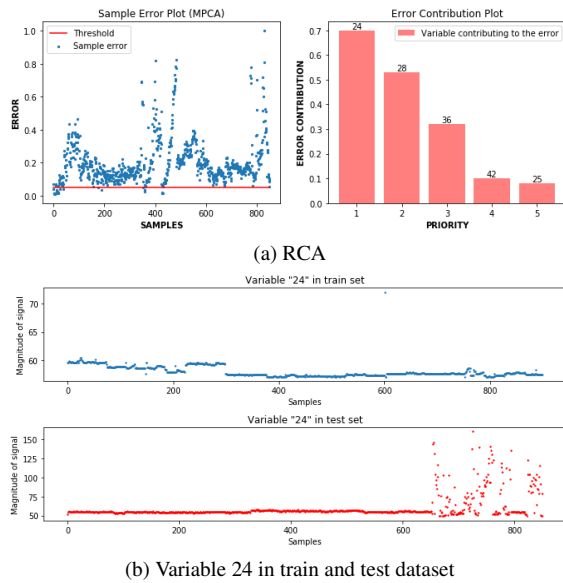 Sample Error Plot (MPCA)
Threshold
Sample error
ERROR
1.0
0.8
0.6
0.4
0.2
0.0
0
200
400
600
800
SAMPLES
Error Contribution Plot
Variable contributing to the error
ERROR CONTRIBUTION
0.7
0.6
0.5
0.4
0.3
0.2
0.1
0.0
24
28
36
42
25
1
2
3
4
5
PRIORITY
(a) RCA
Variable "24" in train set
Magnitude of signal
70
65
60
0
200
400
600
800
Samples
Variable "24" in test set
Magnitude of signal
150
125
100
75
50
0
200
400
600
800
Samples
(b) Variable 24 in train and test dataset